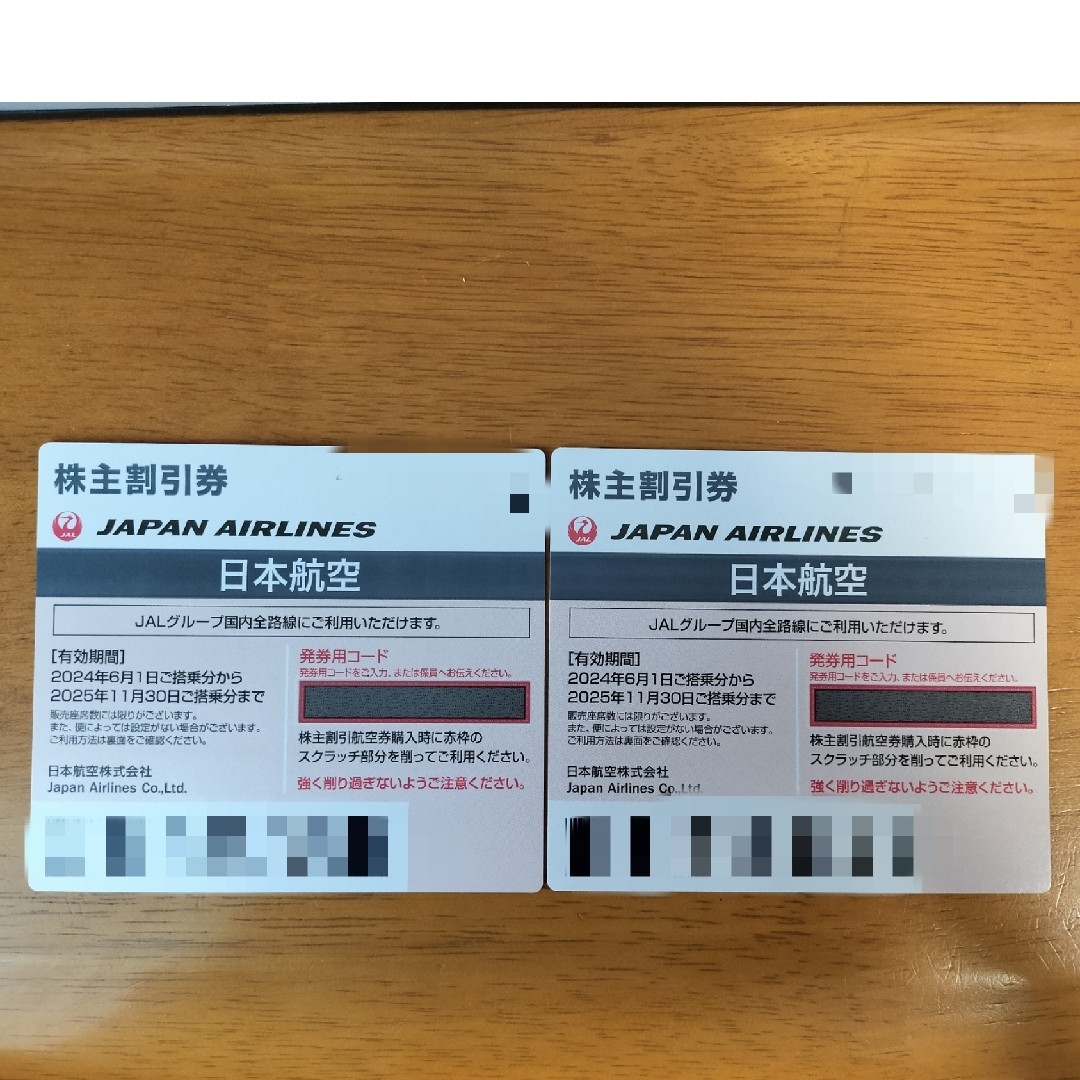 株主割引券
JAL
JAPAN AIRLINES
日本航空
JALグループ国内全路線にご利用いただけます。
[有効期間]
2024年6月1日ご搭乗分から
2025年11月30日ご搭乗分まで
販売座席数には限りがございます。
また、便によっては設定がない場合がございます。
ご利用方法は裏面をご確認ください。
日本航空株式会社
Japan Airlines Co.,Ltd.
発券用コード
発券用コードをご入力、または係員へお伝えください。
株主割引航空券購入時に赤枠の
スクラッチ部分を削ってご利用ください。
強く削り過ぎないようご注意ください。
株主割引券
JAL
JAPAN AIRLINES
日本航空
JALグループ国内全路線にご利用いただけます。
[有効期間]
2024年6月1日ご搭乗分から
2025年11月30日ご搭乗分まで
販売座席数には限りがございます。
また、便によっては設定がない場合がございます。
ご利用方法は裏面をご確認ください。
日本航空株式会社
Japan Airlines Co.,Ltd.
発券用コード
発券用コードをご入力、または係員へお伝えください。
株主割引航空券購入時に赤枠の
スクラッチ部分を削ってご利用ください。
強く削り過ぎないようご注意ください。